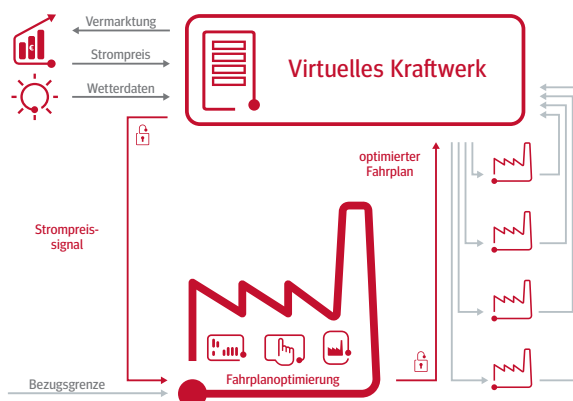 Vermarktung
Strompreis
Wetterdaten
Virtuelles Kraftwerk
optimierter
Fahrplan
Strompreis-
signal
Fahrplanoptimierung
Bezugsgrenze